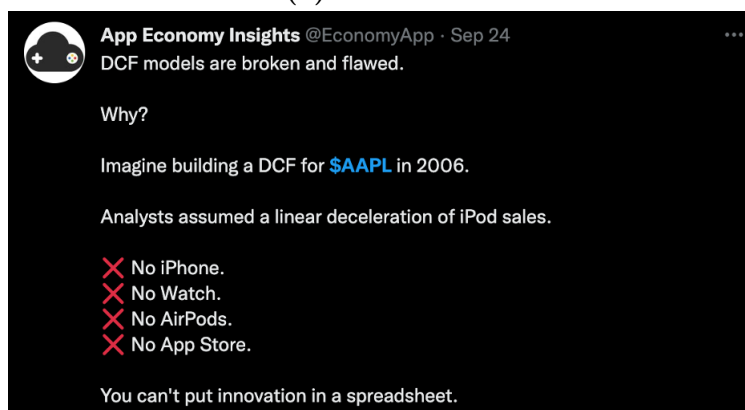 App Economy Insights @EconomyApp · Sep 24
DCF models are broken and flawed.
Why?
Imagine building a DCF for $AAPL in 2006.
Analysts assumed a linear deceleration of iPod sales.
❌ No iPhone.
❌ No Watch.
❌ No AirPods.
❌ No App Store.
You can't put innovation in a spreadsheet.